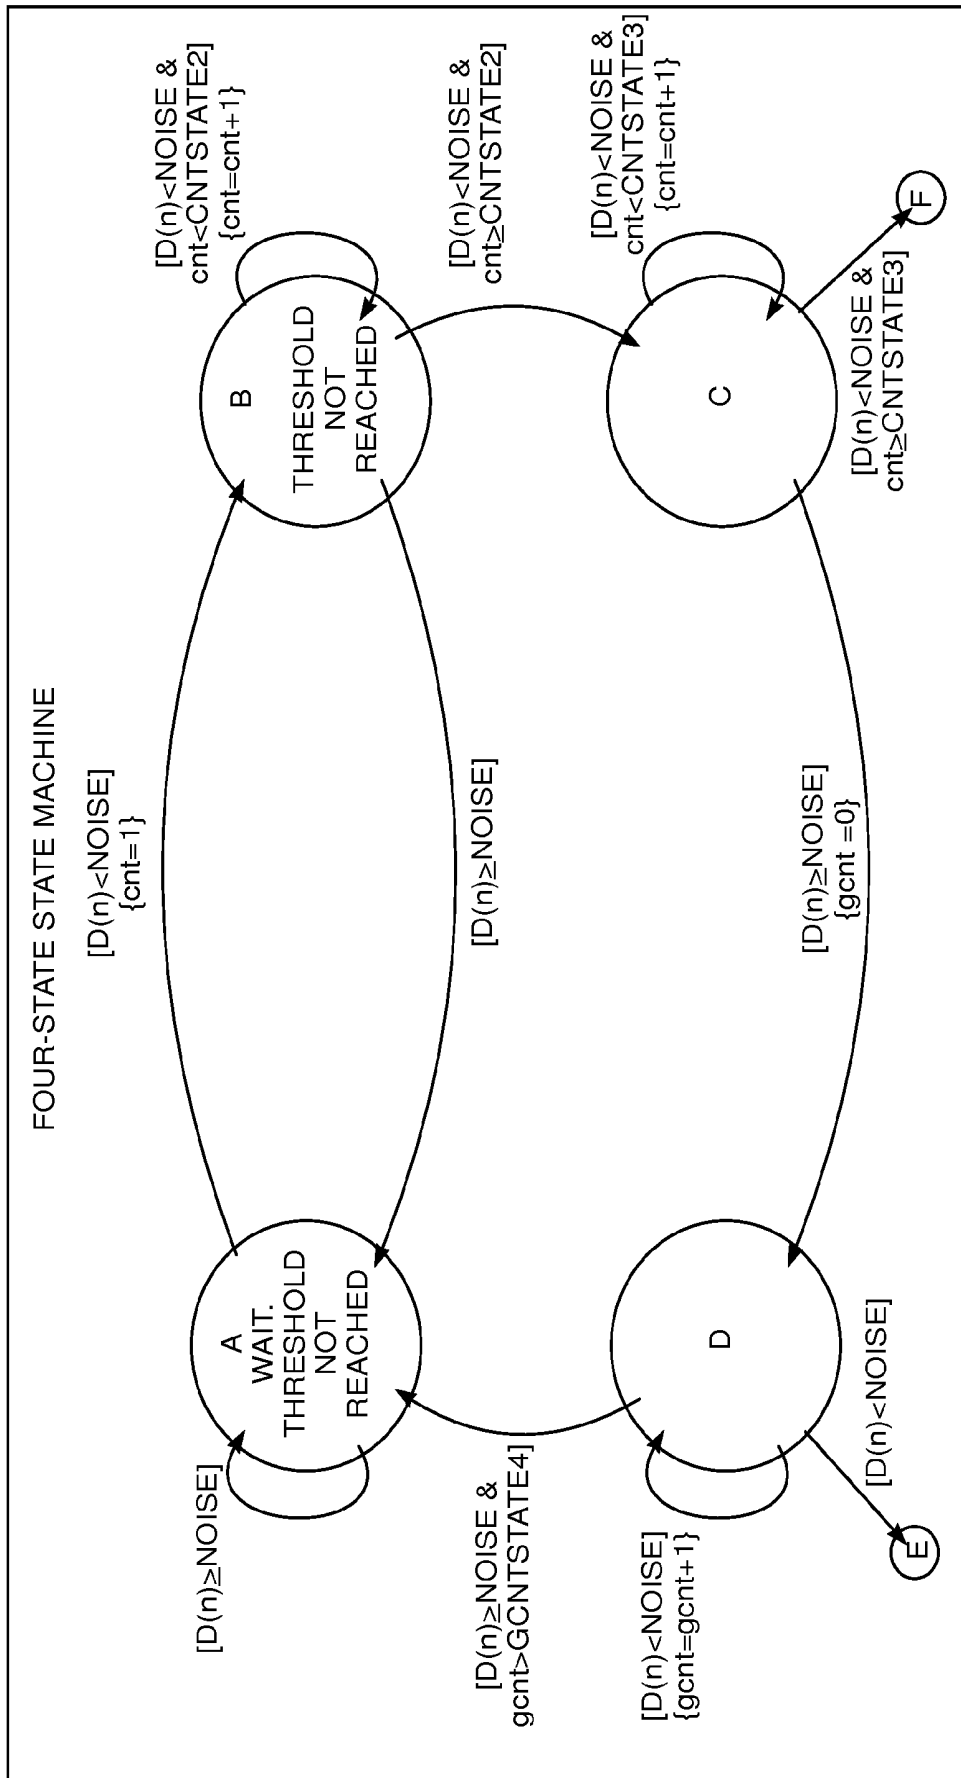 FOUR-STATE STATE MACHINE
[D(n)<NOISE]
{cnt=1}
[D(n)<NOISE &
cnt<CNTSTATE2]
{cnt=cnt+1}
[D(n)≥NOISE]
A
WAIT.
THRESHOLD
NOT
REACHED
B
THRESHOLD
NOT
REACHED
[D(n)≥NOISE]
[D(n)<NOISE &
cnt≥CNTSTATE2]
[D(n)≥NOISE &
gcnt>GCNTSTATE4]
[D(n)<NOISE &
cnt<CNTSTATE3]
{cnt=cnt+1}
[D(n)<NOISE]
{gcnt=gcnt+1}
D
C
[D(n)≥NOISE]
{gcnt =0}
[D(n)<NOISE]
[D(n)<NOISE &
cnt≥CNTSTATE3]
E
F